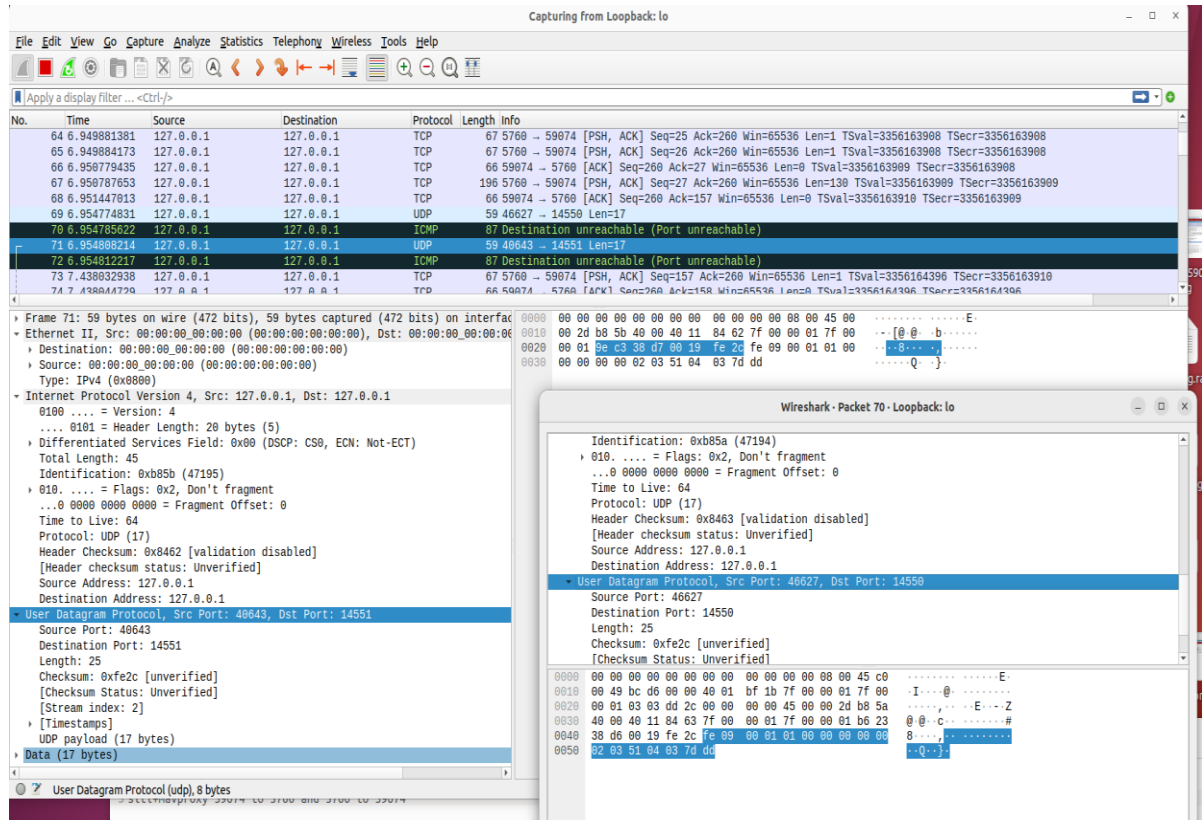 Capturing from Loopback: lo
File Edit View Go Capture Analyze Statistics Telephony Wireless Tools Help
Apply a display filter ... <Ctrl-/>
No. Time Source Destination Protocol Length Info
64 6.949881381 127.0.0.1 127.0.0.1 TCP 67 5760 → 59074 [PSH, ACK] Seq=25 Ack=260 Win=65536 Len=1 TSval=3356163908 TSecr=3356163908
65 6.949884173 127.0.0.1 127.0.0.1 TCP 67 5760 → 59074 [PSH, ACK] Seq=26 Ack=260 Win=65536 Len=1 TSval=3356163908 TSecr=3356163908
66 6.950779435 127.0.0.1 127.0.0.1 TCP 66 59074 → 5760 [ACK] Seq=260 Ack=27 Win=65536 Len=0 TSval=3356163909 TSecr=3356163908
67 6.950787653 127.0.0.1 127.0.0.1 TCP 196 5760 → 59074 [PSH, ACK] Seq=27 Ack=260 Win=65536 Len=130 TSval=3356163909 TSecr=3356163909
68 6.951447013 127.0.0.1 127.0.0.1 TCP 66 59074 → 5760 [ACK] Seq=260 Ack=157 Win=65536 Len=0 TSval=3356163910 TSecr=3356163909
69 6.954774831 127.0.0.1 127.0.0.1 UDP 59 46627 → 14550 Len=17
70 6.954785622 127.0.0.1 127.0.0.1 ICMP 87 Destination unreachable (Port unreachable)
71 6.954808214 127.0.0.1 127.0.0.1 UDP 59 40643 → 14551 Len=17
72 6.954812217 127.0.0.1 127.0.0.1 ICMP 87 Destination unreachable (Port unreachable)
73 7.438032938 127.0.0.1 127.0.0.1 TCP 67 5760 → 59074 [PSH, ACK] Seq=157 Ack=260 Win=65536 Len=1 TSval=3356164396 TSecr=3356163910
74 7.438044729 127.0.0.1 127.0.0.1 TCP 66 59074 → 5760 [ACK] Seq=260 Ack=158 Win=65536 Len=0 TSval=3356164396 TSecr=3356164396
Frame 71: 59 bytes on wire (472 bits), 59 bytes captured (472 bits) on interfac
Ethernet II, Src: 00:00:00_00:00:00 (00:00:00:00:00:00), Dst: 00:00:00_00:00:00
Destination: 00:00:00_00:00:00 (00:00:00:00:00:00)
Source: 00:00:00_00:00:00 (00:00:00:00:00:00)
Type: IPv4 (0x0800)
Internet Protocol Version 4, Src: 127.0.0.1, Dst: 127.0.0.1
0100 .... = Version: 4
.... 0101 = Header Length: 20 bytes (5)
Differentiated Services Field: 0x00 (DSCP: CS0, ECN: Not-ECT)
Total Length: 45
Identification: 0xb85b (47195)
010. .... = Flags: 0x2, Don't fragment
...0 0000 0000 0000 = Fragment Offset: 0
Time to Live: 64
Protocol: UDP (17)
Header Checksum: 0x8462 [validation disabled]
[Header checksum status: Unverified]
Source Address: 127.0.0.1
Destination Address: 127.0.0.1
User Datagram Protocol, Src Port: 40643, Dst Port: 14551
Source Port: 40643
Destination Port: 14551
Length: 25
Checksum: 0xfe2c [unverified]
[Checksum Status: Unverified]
[Stream index: 2]
[Timestamps]
UDP payload (17 bytes)
Data (17 bytes)
User Datagram Protocol (udp), 8 bytes
0000 00 00 00 00 00 00 00 00 00 00 00 00 08 00 45 00 ··············E·
0010 00 2d b8 5b 40 00 40 11 84 62 7f 00 00 01 7f 00 ·-·[@·@··b······
0020 00 01 9e c3 38 d7 00 19 fe 2c fe 09 00 01 01 00 ····8····,······
0030 00 00 00 00 02 03 51 04 03 7d dd ······Q··}·
Wireshark · Packet 70 · Loopback: lo
Identification: 0xb85a (47194)
010. .... = Flags: 0x2, Don't fragment
...0 0000 0000 0000 = Fragment Offset: 0
Time to Live: 64
Protocol: UDP (17)
Header Checksum: 0x8463 [validation disabled]
[Header checksum status: Unverified]
Source Address: 127.0.0.1
Destination Address: 127.0.0.1
User Datagram Protocol, Src Port: 46627, Dst Port: 14550
Source Port: 46627
Destination Port: 14550
Length: 25
Checksum: 0xfe2c [unverified]
[Checksum Status: Unverified]
0000 00 00 00 00 00 00 00 00 00 00 00 00 08 00 45 c0 ··············E·
0010 00 49 bc d6 00 00 40 01 bf 1b 7f 00 00 01 7f 00 ·I····@·········
0020 00 01 03 03 dd 2c 00 00 00 00 45 00 00 2d b8 5a ·····,····E··-·Z
0030 40 00 40 11 84 63 7f 00 00 01 7f 00 00 01 b6 23 @·@··c·········#
0040 38 d6 00 19 fe 2c fe 09 00 01 01 00 00 00 00 00 8····,··········
0050 02 03 51 04 03 7d dd ··Q··}·